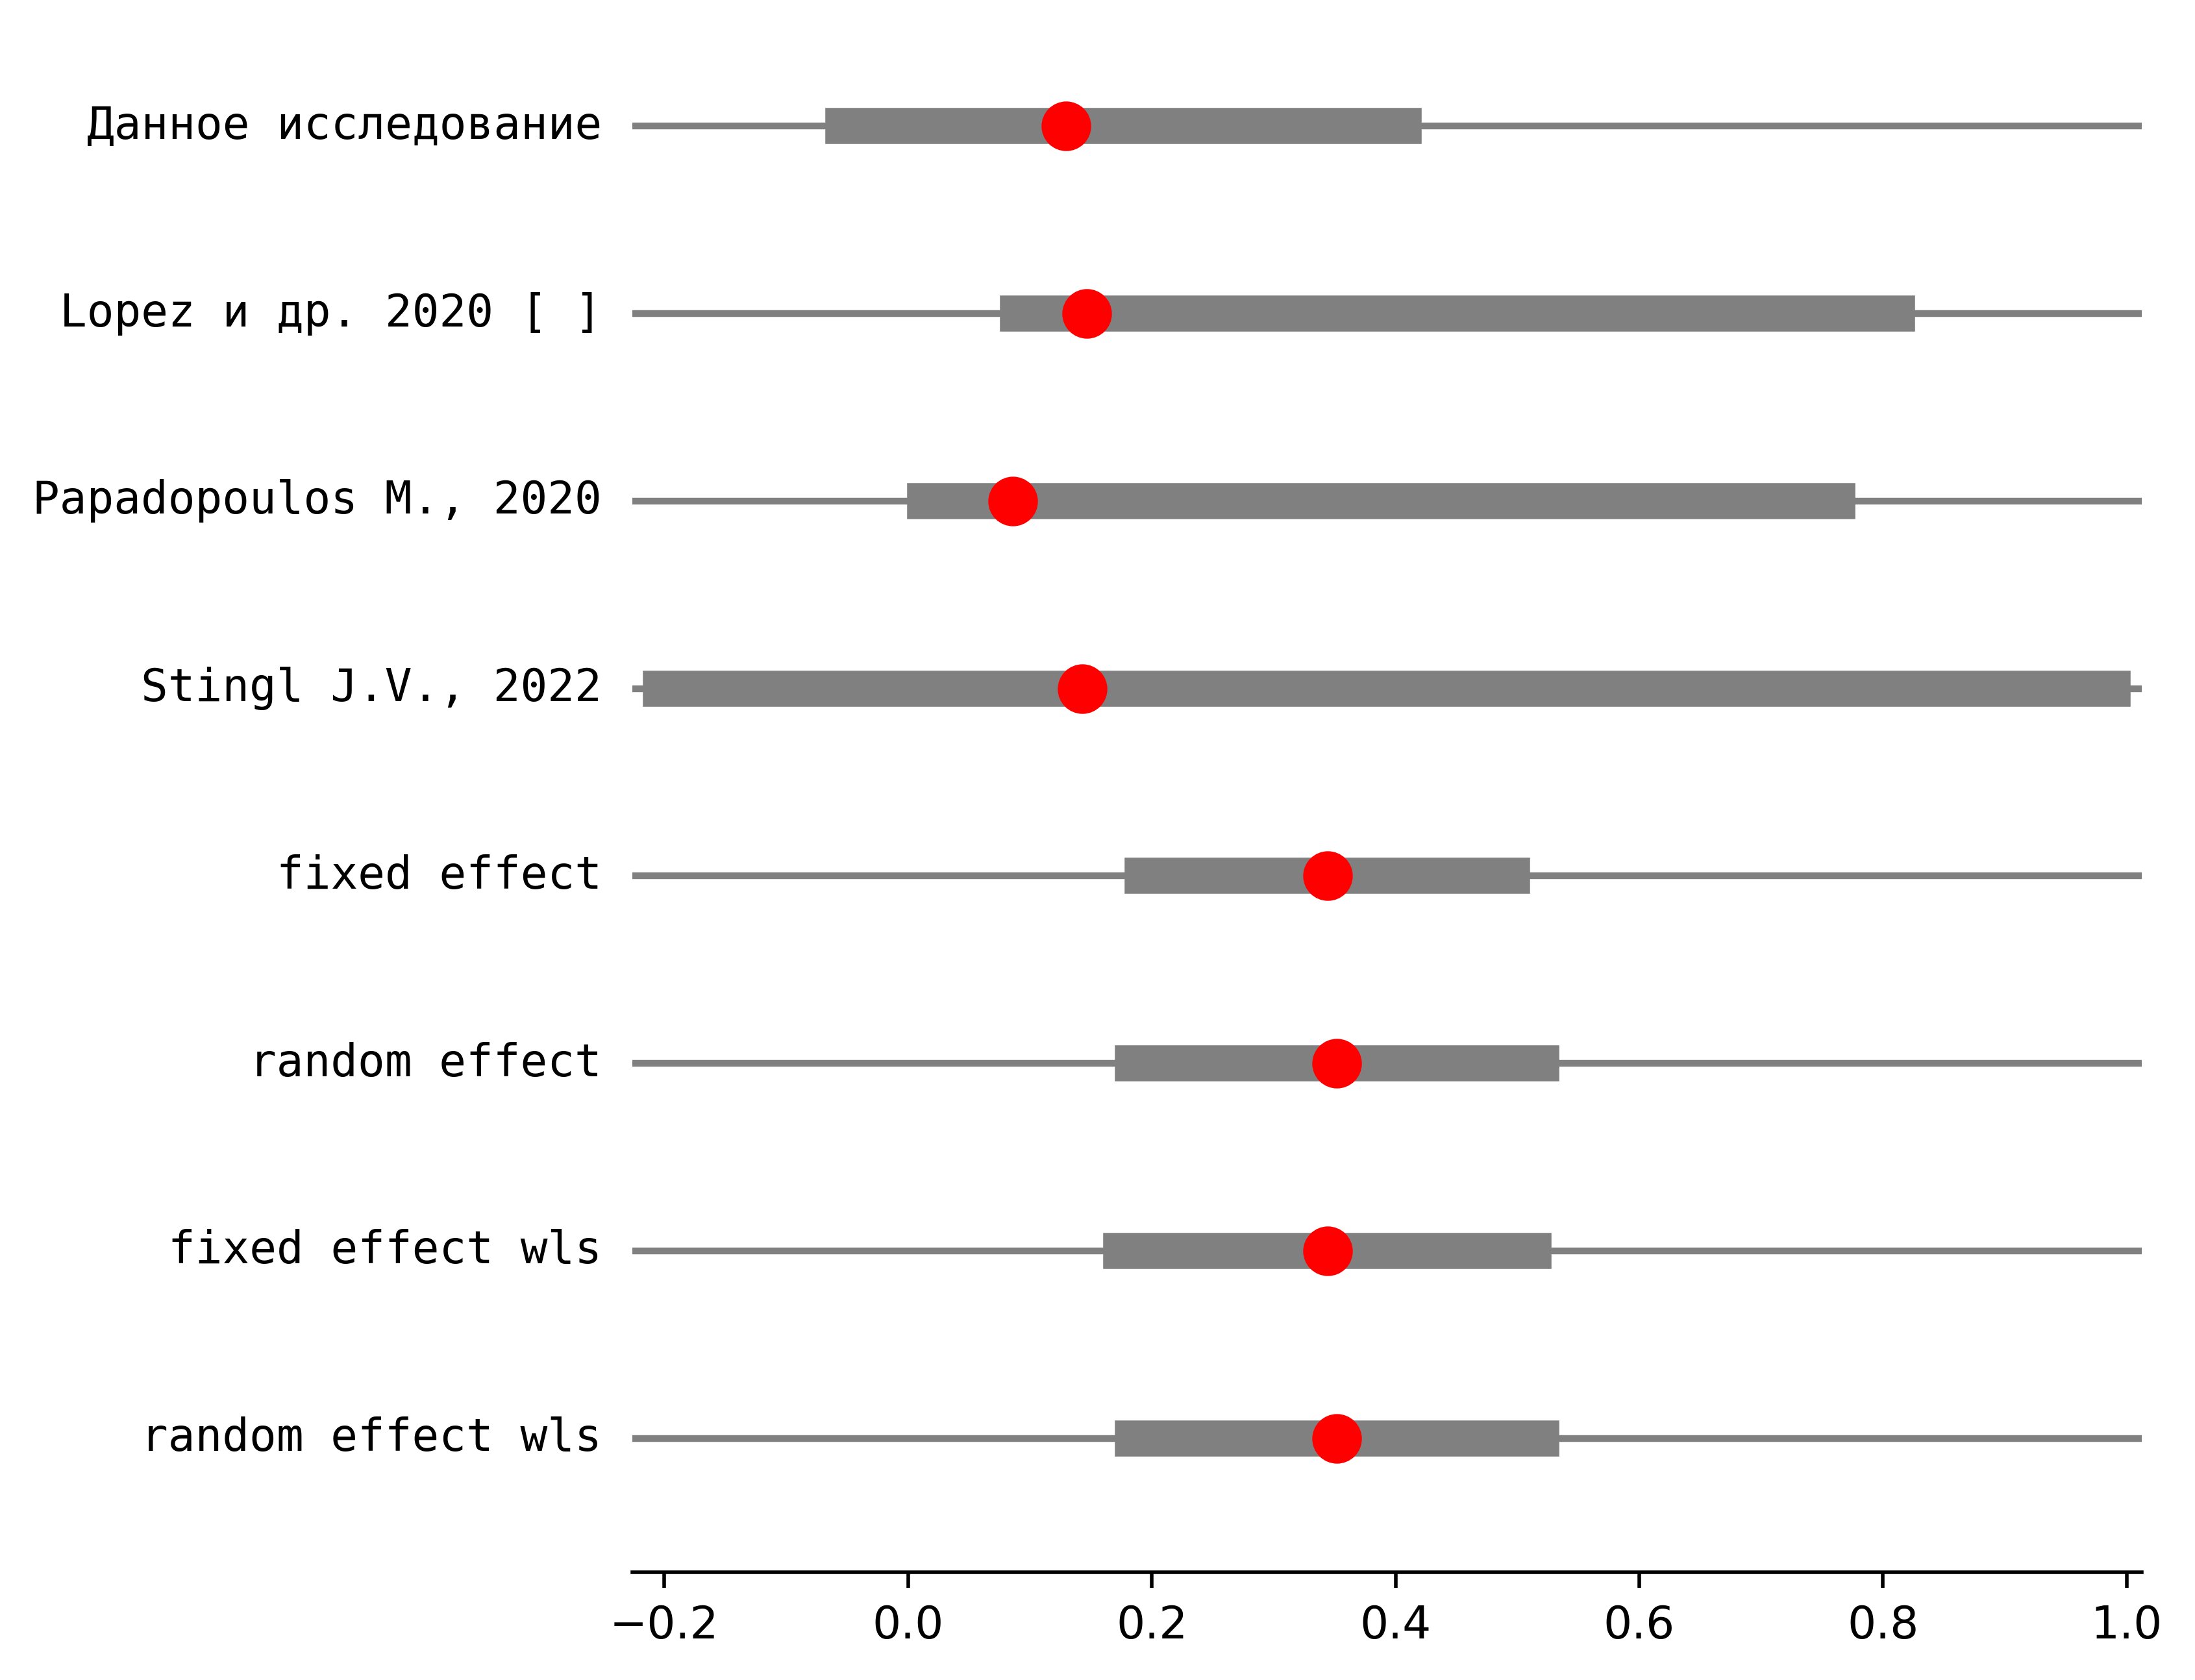 Данное исследование
Lopez и др. 2020 [ ]
Papadopoulos M., 2020
Stingl J.V., 2022
fixed effect
random effect
fixed effect wls
random effect wls
−0.2 0.0 0.2 0.4 0.6 0.8 1.0